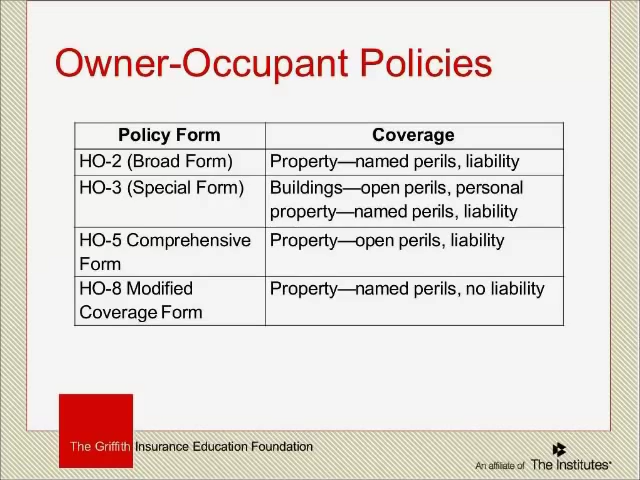 Owner-Occupant Policies
Policy Form Coverage
HO-2 (Broad Form) Property—named perils, liability
HO-3 (Special Form) Buildings—open perils, personal
property—named perils, liability
HO-5 Comprehensive Property—open perils, liability
Form
HO-8 Modified Property—named perils, no liability
Coverage Form
The Griffith Insurance Education Foundation
An affiliate of The Institutes